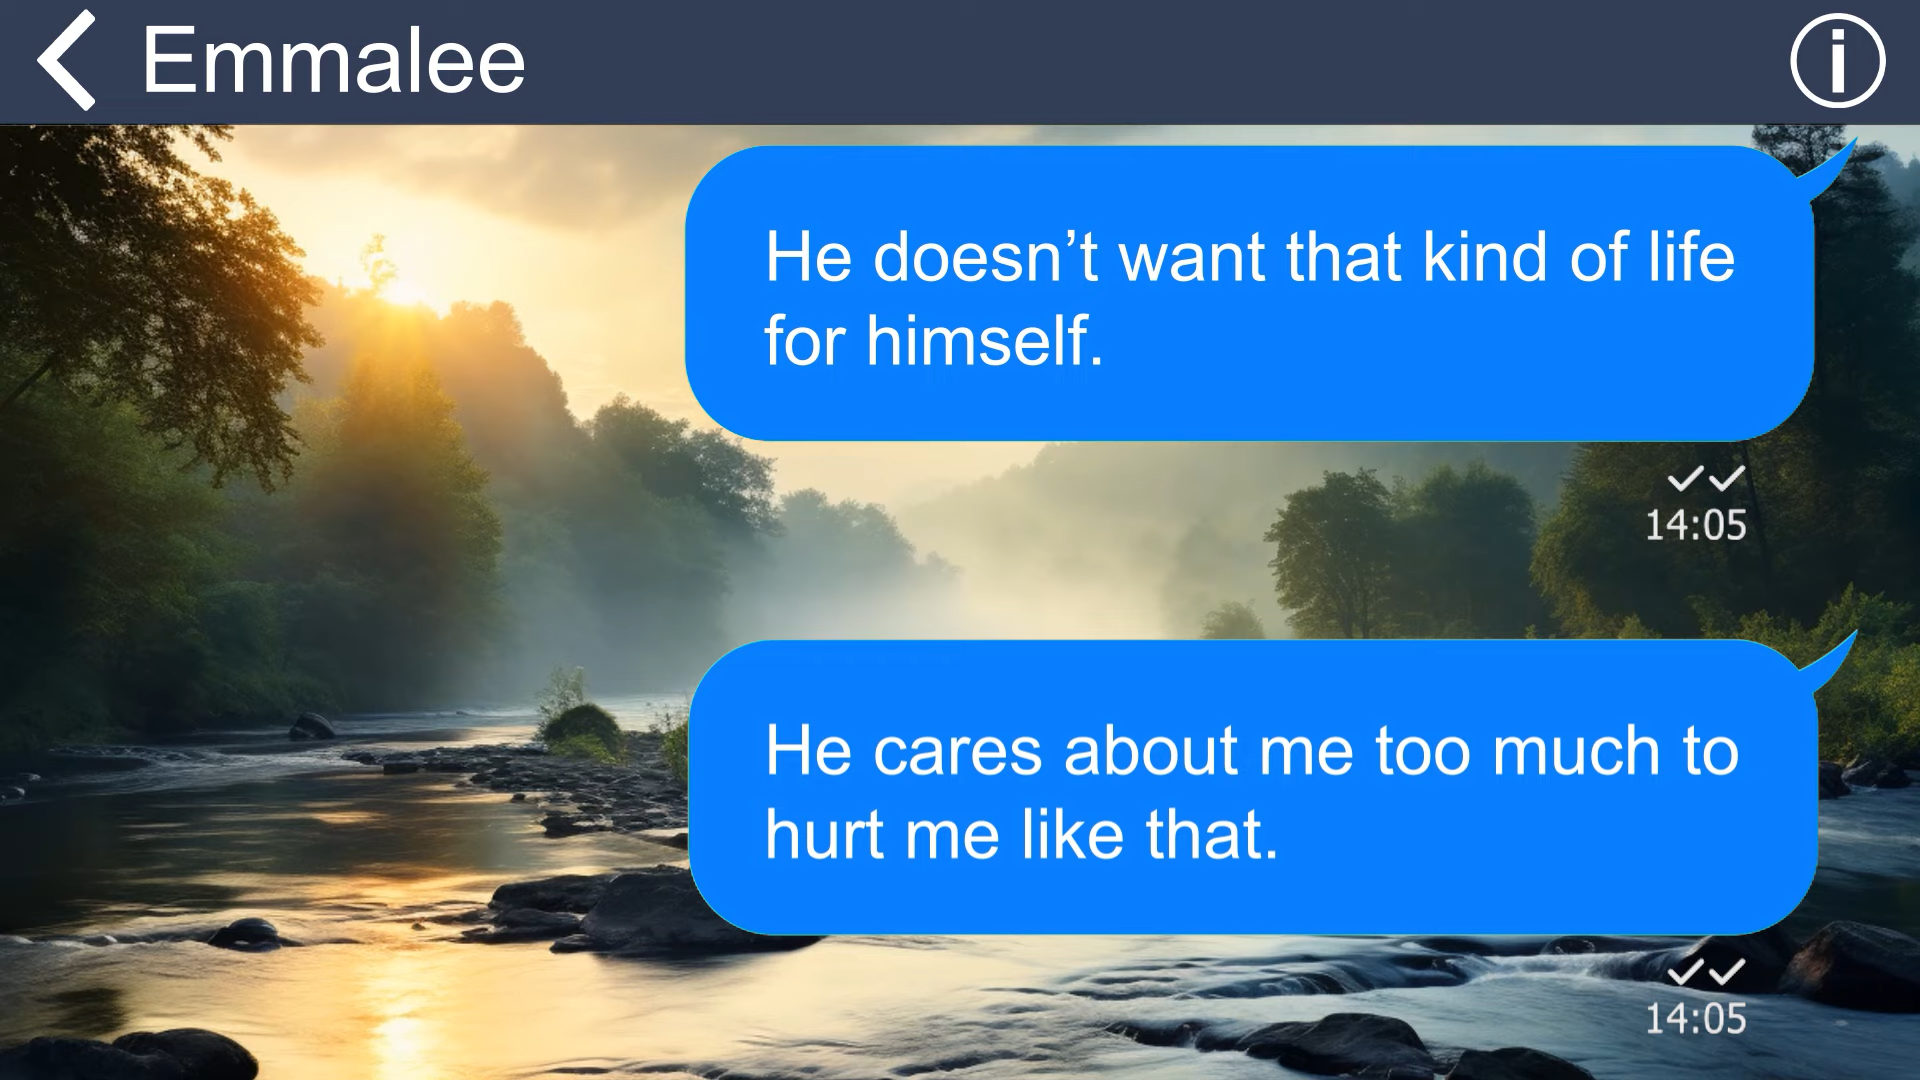 Emmalee
He doesn’t want that kind of life
for himself.
14:05
He cares about me too much to
hurt me like that.
14:05